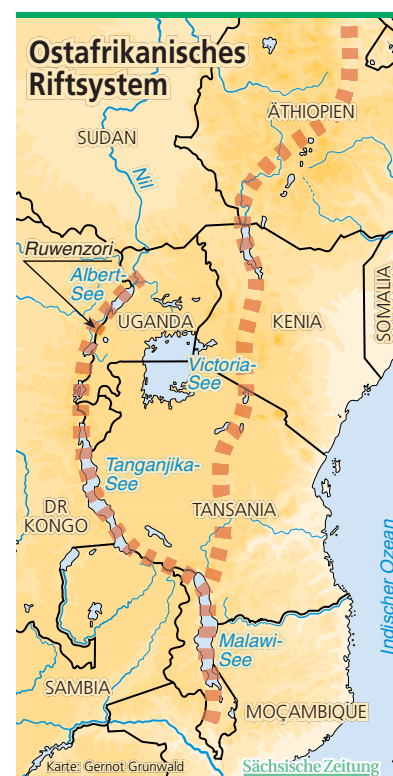 Ostafrikanisches
Riftsystem
ÄTHIOPIEN
SUDAN
Nil
Ruwenzori
Albert-
See
UGANDA
KENIA
SOMALIA
Victoria-
See
Tanganjika-
See
DR
KONGO
TANSANIA
Indischer Ozean
Malawi-
See
SAMBIA
MOÇAMBIQUE
Karte: Gernot Grunwald
Sächsische Zeitung